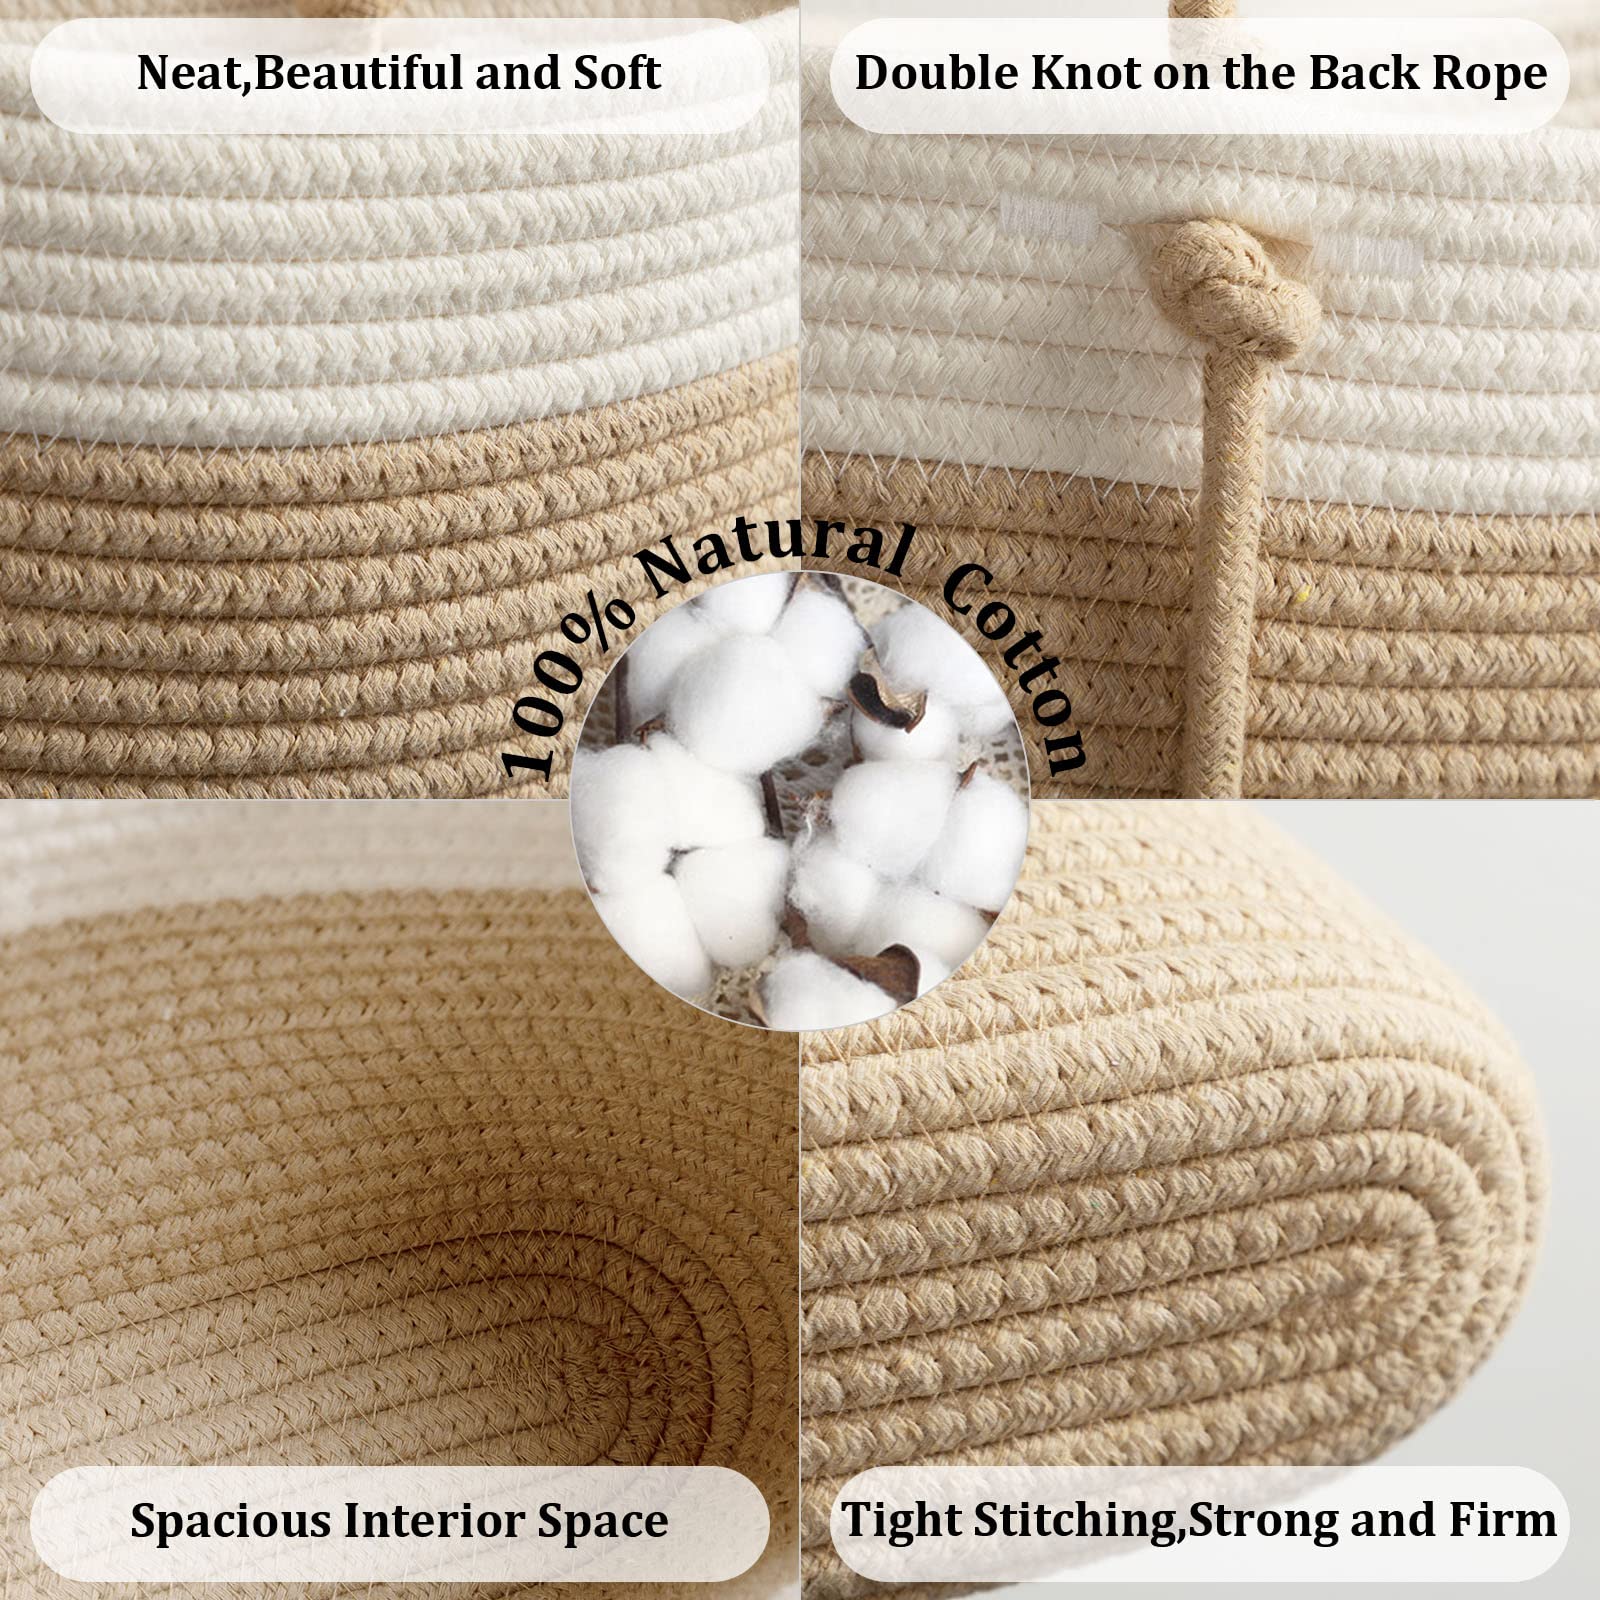 Neat,Beautiful and Soft
Double Knot on the Back Rope
100% Natural Cotton
Spacious Interior Space
Tight Stitching,Strong and Firm